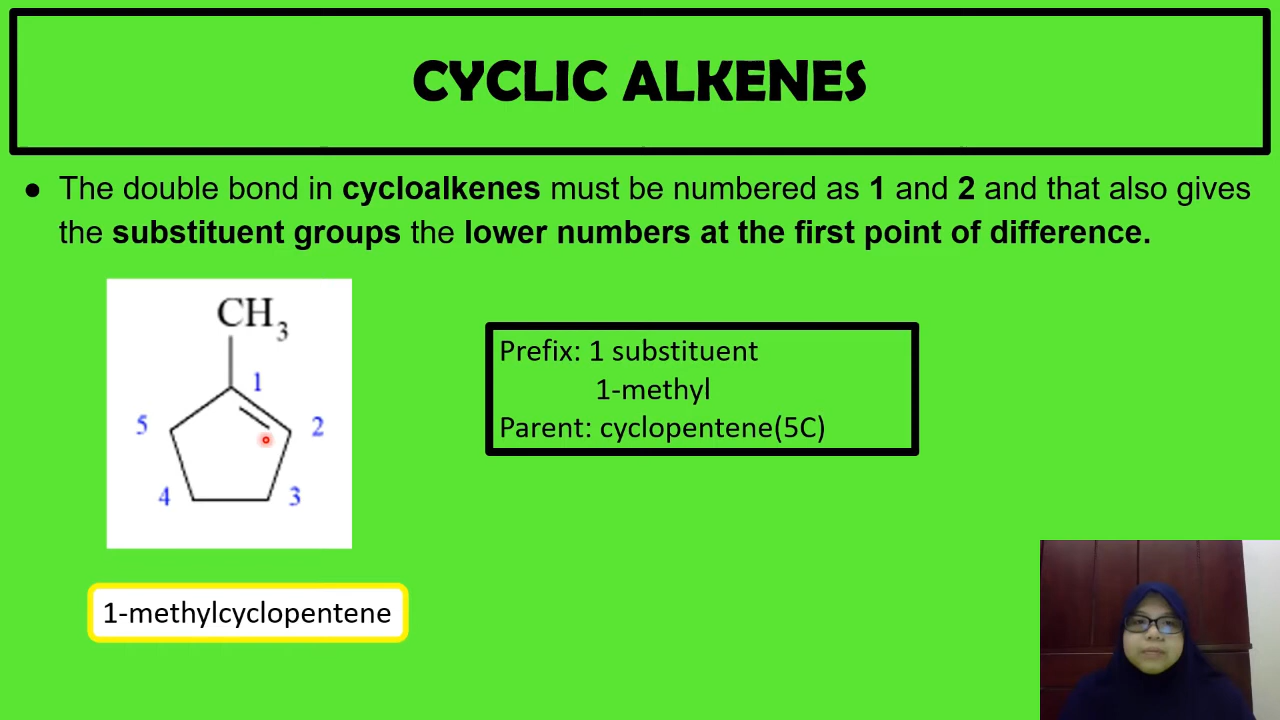 CYCLIC ALKENES
● The double bond in cycloalkenes must be numbered as 1 and 2 and that also gives
the substituent groups the lower numbers at the first point of difference.
CH3
1
5
2
4
3
Prefix: 1 substituent
1-methyl
Parent: cyclopentene(5C)
1-methylcyclopentene